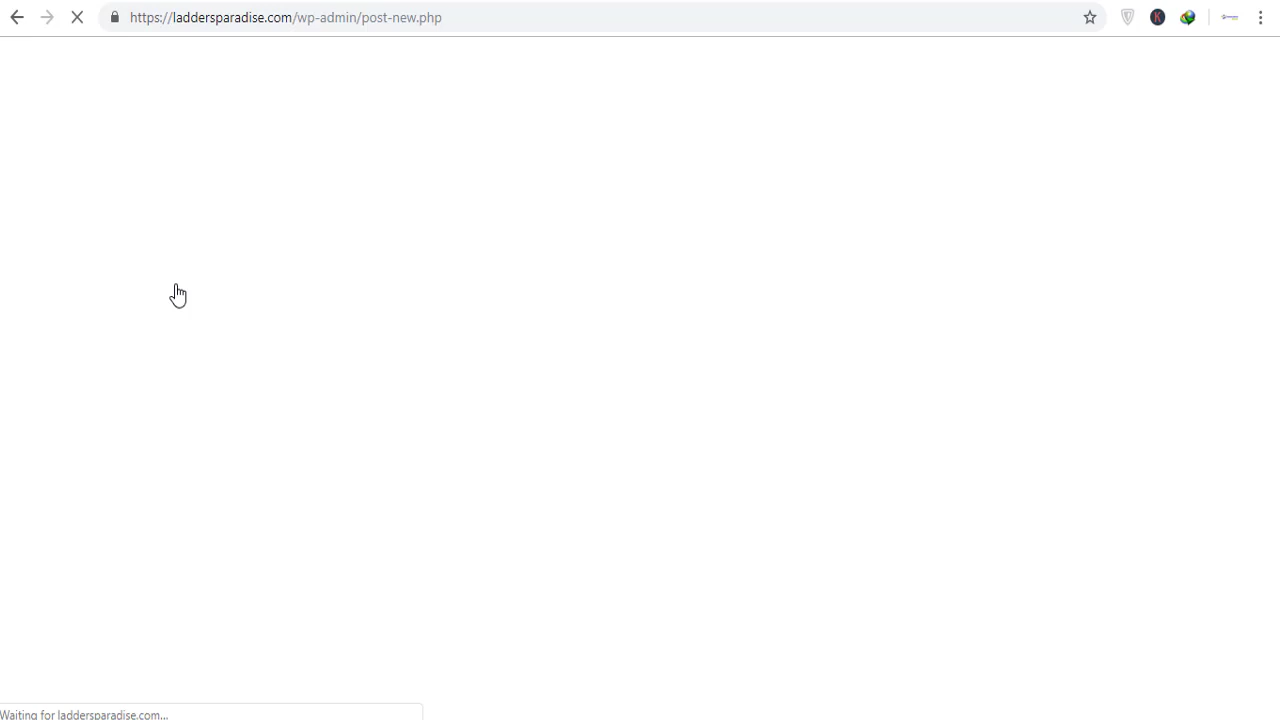 https://laddersparadise.com/wp-admin/post-new.php
K
Waiting for laddersparadise.com...